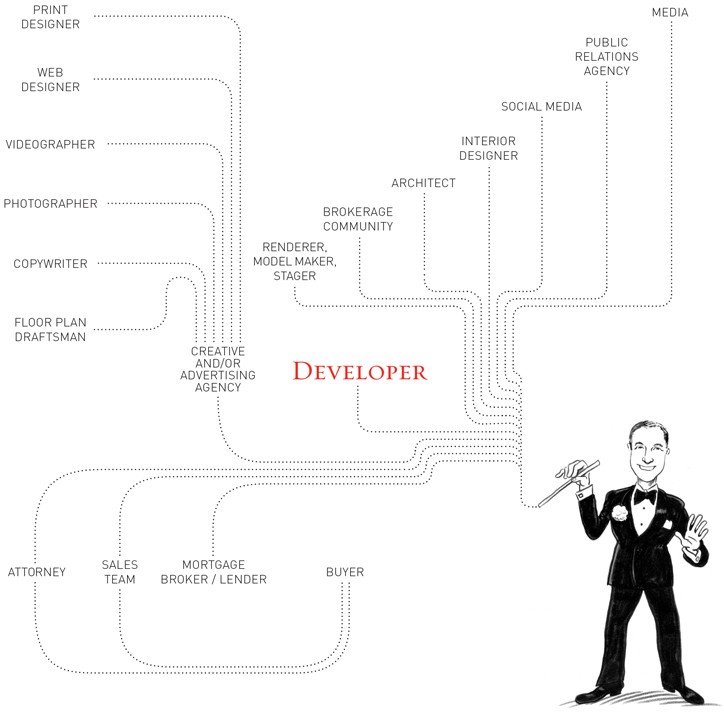 PRINT
DESIGNER
WEB
DESIGNER
VIDEOGRAPHER
PHOTOGRAPHER
COPYWRITER
FLOOR PLAN
DRAFTSMAN
CREATIVE
AND/OR
ADVERTISING
AGENCY
DEVELOPER
RENDERER,
MODEL MAKER,
STAGER
BROKERAGE
COMMUNITY
ARCHITECT
INTERIOR
DESIGNER
SOCIAL MEDIA
PUBLIC
RELATIONS
AGENCY
MEDIA
ATTORNEY
SALES
TEAM
MORTGAGE
BROKER / LENDER
BUYER